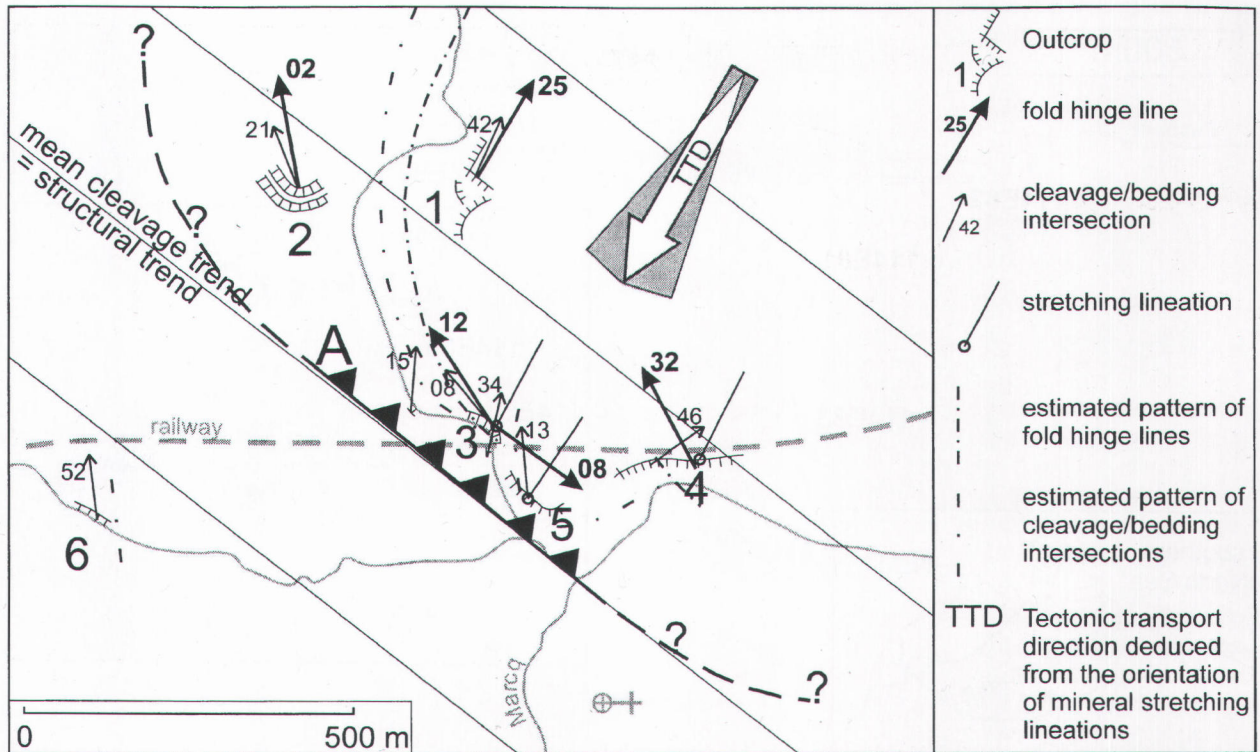 ?
02
25
21
42
TTD
mean cleavage trend
= structural trend
?
1
2
A
12
15
08
34
32
railway
3
13
46
08
4
52
5
6
?
?
Marcq
0 500 m
Outcrop
1
fold hinge line
25
cleavage/bedding
intersection
42
stretching lineation
estimated pattern of
fold hinge lines
estimated pattern of
cleavage/bedding
intersections
TTD Tectonic transport
direction deduced
from the orientation
of mineral stretching
lineations